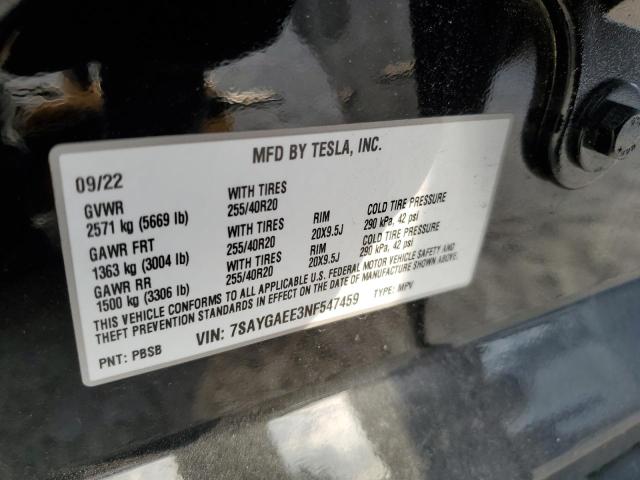 MFD BY TESLA, INC.
09/22
GVWR WITH TIRES RIM COLD TIRE PRESSURE
2571 kg (5669 lb) 255/40R20 20X9.5J 290 kPa, 42 psi
GAWR FRT WITH TIRES RIM COLD TIRE PRESSURE
1363 kg (3004 lb) 255/40R20 20X9.5J 290 kPa, 42 psi
GAWR RR WITH TIRES
1500 kg (3306 lb) 255/40R20
THIS VEHICLE CONFORMS TO ALL APPLICABLE U.S. FEDERAL MOTOR VEHICLE SAFETY AND
THEFT PREVENTION STANDARDS IN EFFECT ON THE DATE OF MANUFACTURE SHOWN ABOVE.
VIN: 7SAYGAEE3NF547459 TYPE: MPV
PNT: PBSB